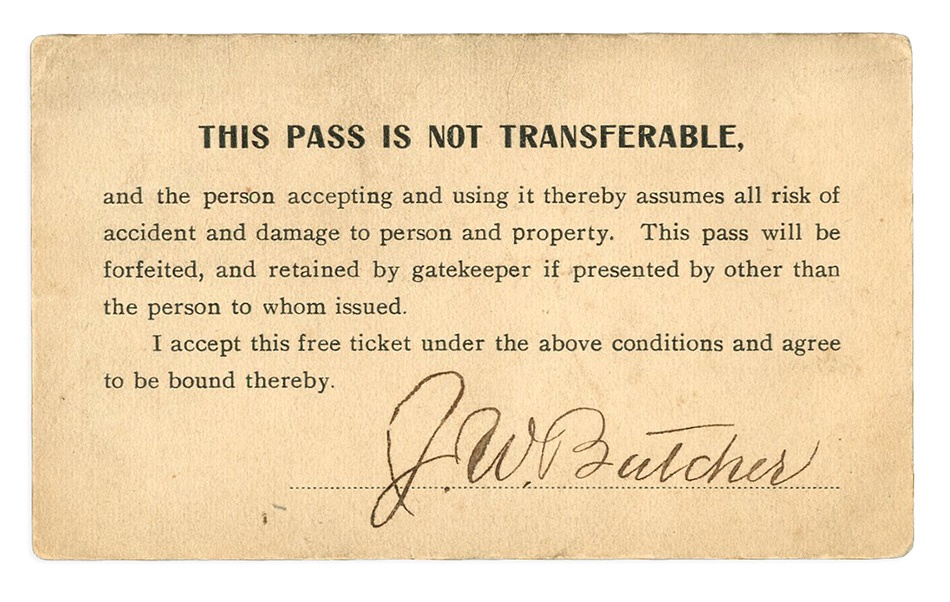 THIS PASS IS NOT TRANSFERABLE,
and the person accepting and using it thereby assumes all risk of
accident and damage to person and property. This pass will be
forfeited, and retained by gatekeeper if presented by other than
the person to whom issued.
I accept this free ticket under the above conditions and agree
to be bound thereby.
J. W. Butcher